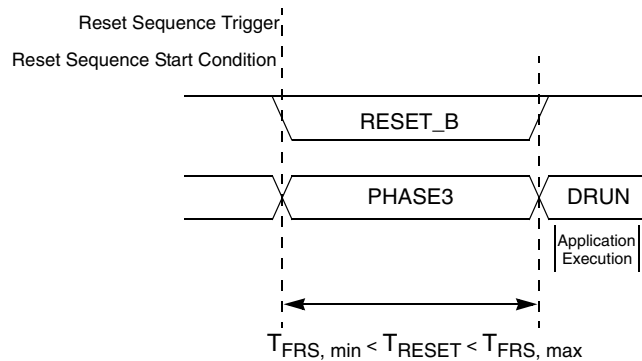 Reset Sequence Trigger
Reset Sequence Start Condition
RESET_B
PHASE3
DRUN
Application
Execution
TFRS, min < TRESET < TFRS, max